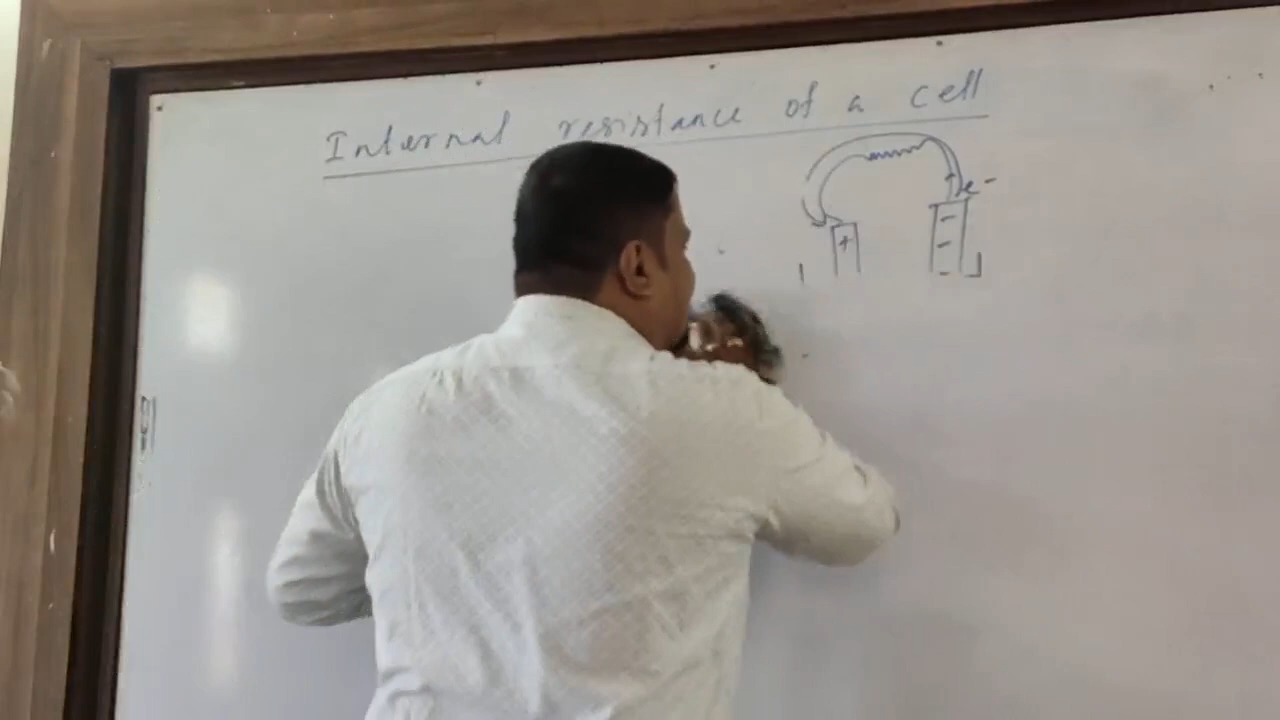 Internal resistance of a cell
e-
+
-
-
-